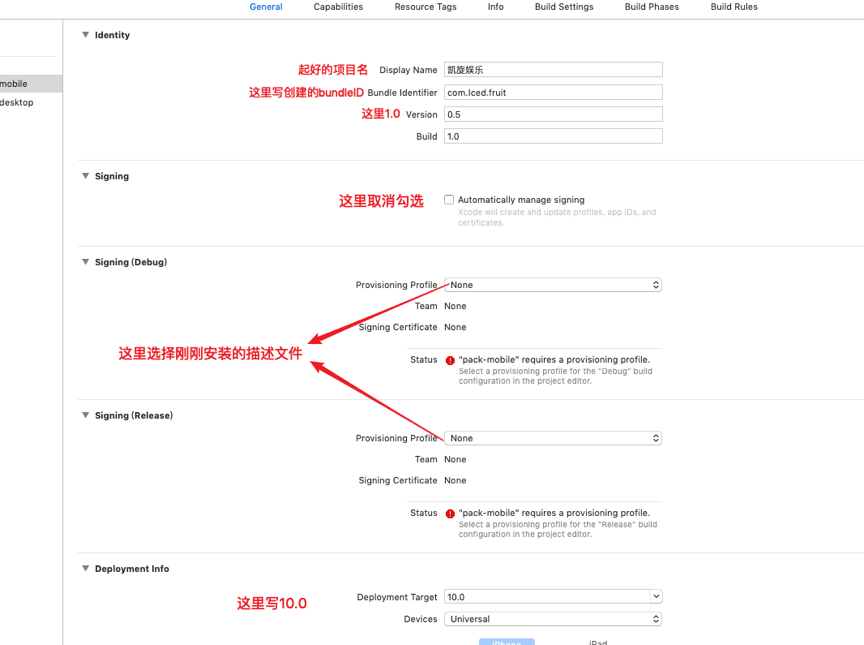 General Capabilities Resource Tags Info Build Settings Build Phases Build Rules
Identity
mobile
desktop
起好的项目名 Display Name 凯旋娱乐
这里写创建的bundleID Bundle Identifier com.lced.fruit
这里1.0 Version 0.5
Build 1.0
Signing
这里取消勾选 Automatically manage signing
Xcode will create and update profiles, app IDs, and
certificates.
Signing (Debug)
Provisioning Profile None
Team None
Signing Certificate None
这里选择刚刚安装的描述文件
Status "pack-mobile" requires a provisioning profile.
Select a provisioning profile for the "Debug" build
configuration in the project editor.
Signing (Release)
Provisioning Profile None
Team None
Signing Certificate None
Status "pack-mobile" requires a provisioning profile.
Select a provisioning profile for the "Release" build
configuration in the project editor.
Deployment Info
这里写10.0 Deployment Target 10.0
Devices Universal
iPhone iPad